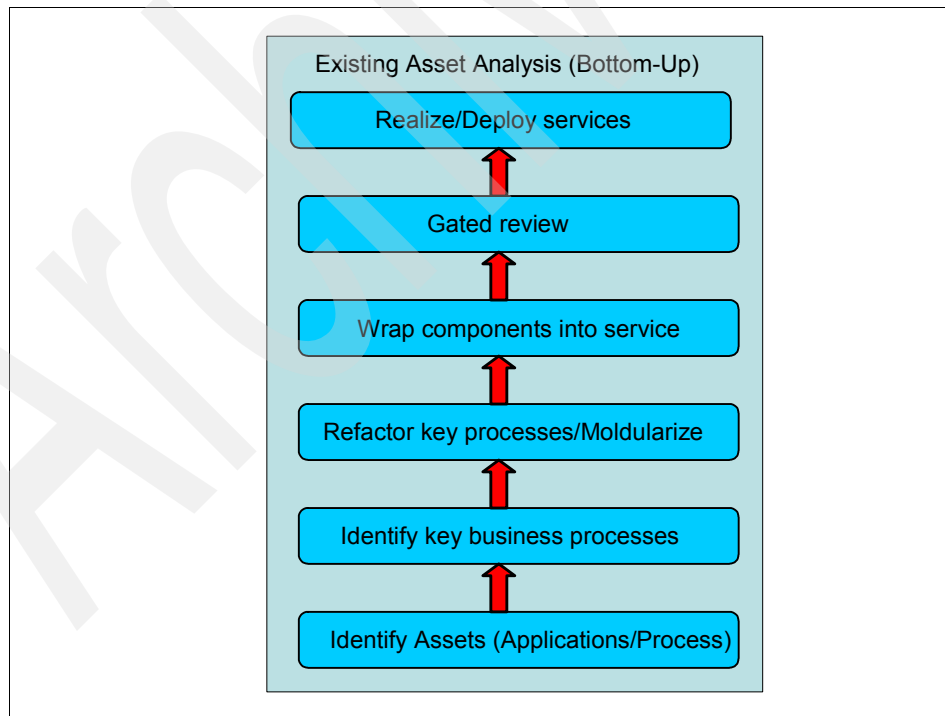 Existing Asset Analysis (Bottom-Up)
Realize/Deploy services
Gated review
Wrap components into service
Refactor key processes/Moldularize
Identify key business processes
Identify Assets (Applications/Process)